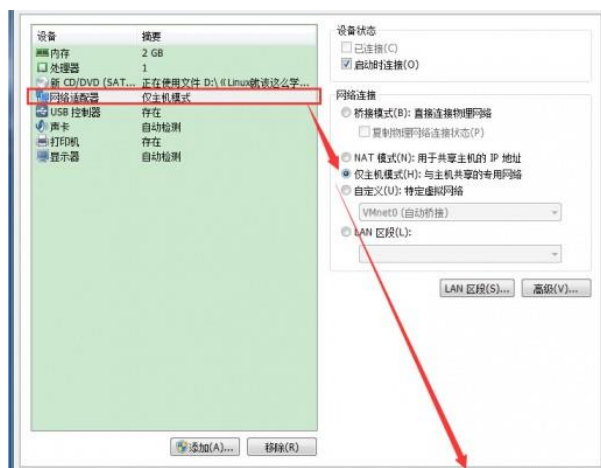 设备 摘要
内存 2 GB
处理器 1
新 CD/DVD (SAT... 正在使用文件 D:\《Linux就该这么学...
网络适配器 仅主机模式
USB 控制器 存在
声卡 自动检测
打印机 存在
显示器 自动检测
添加(A)... 移除(R)
设备状态
已连接(C)
启动时连接(O)
网络连接
桥接模式(B): 直接连接物理网络
复制物理网络连接状态(P)
NAT 模式(N): 用于共享主机的 IP 地址
仅主机模式(H): 与主机共享的专用网络
自定义(U): 特定虚拟网络
VMnet0 (自动桥接)
LAN 区段(L):
LAN 区段(S)... 高级(V)...